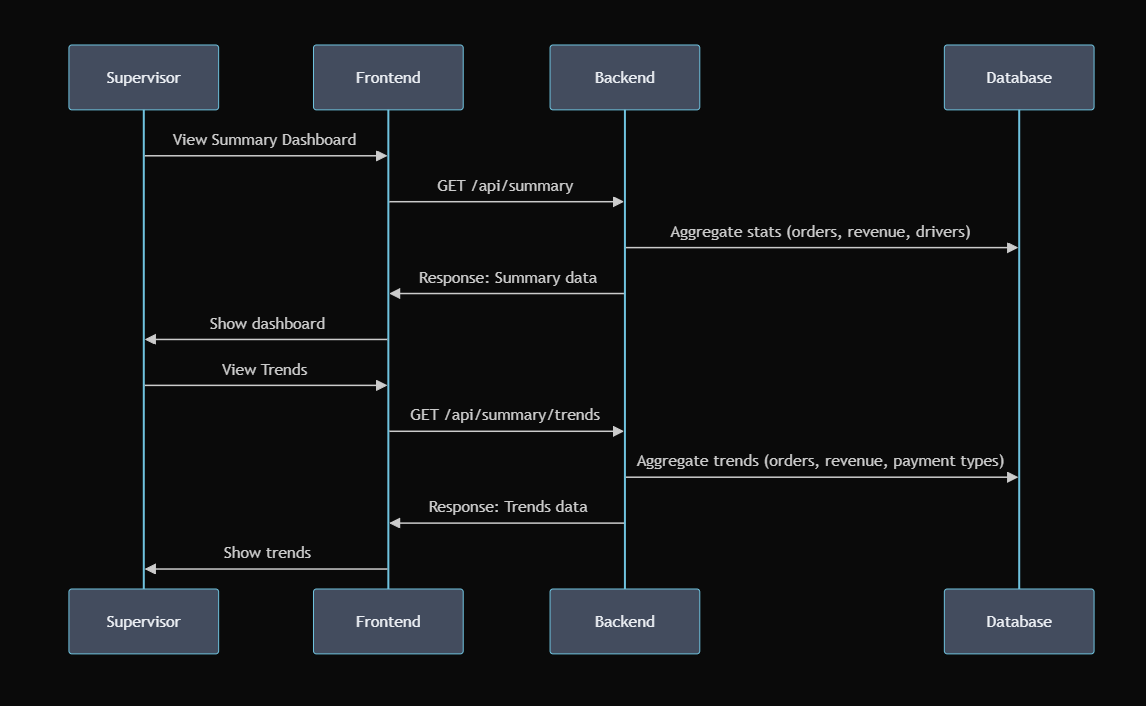 Supervisor
Frontend
Backend
Database
View Summary Dashboard
GET /api/summary
Aggregate stats (orders, revenue, drivers)
Response: Summary data
Show dashboard
View Trends
GET /api/summary/trends
Aggregate trends (orders, revenue, payment types)
Response: Trends data
Show trends
Supervisor
Frontend
Backend
Database